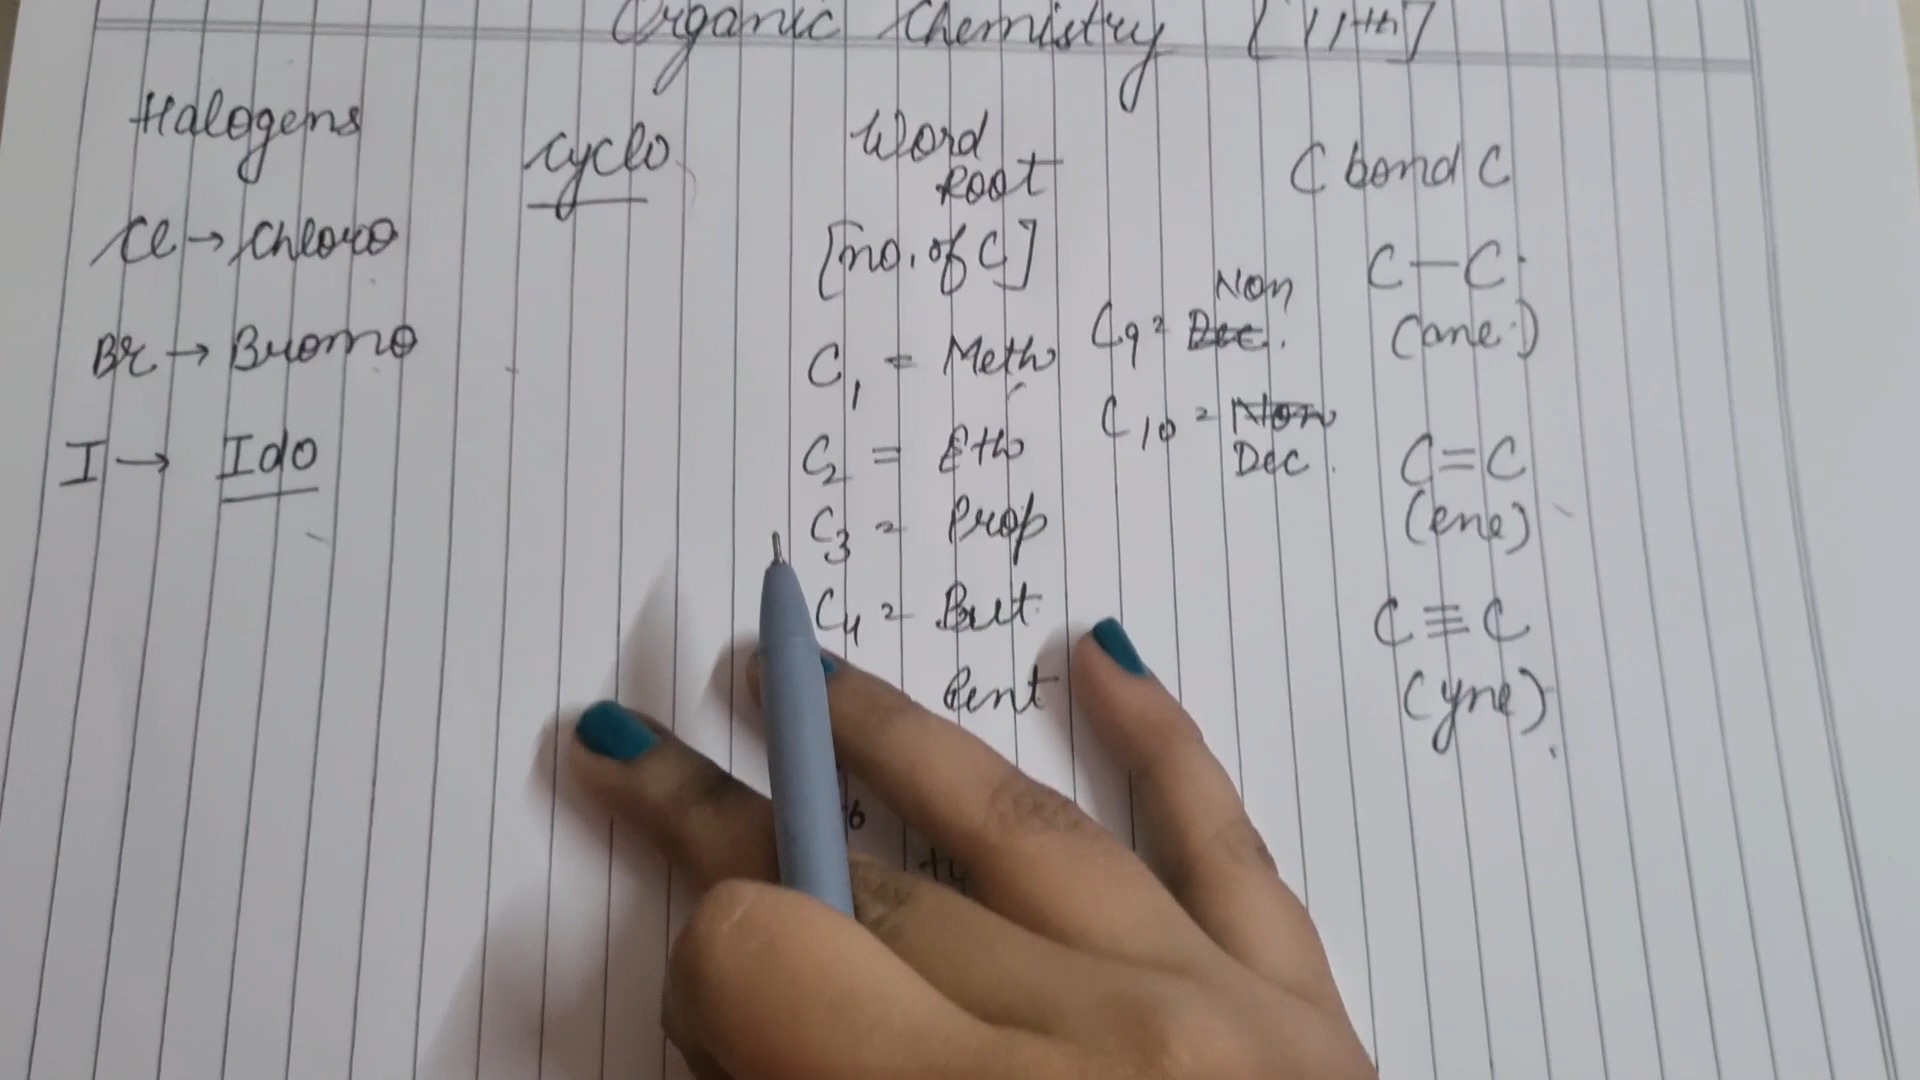 Organic Chemistry [11th]
Halogens
Cl → Chloro
Br → Bromo
I → Ido
Cyclo
Word
Root
[no. of C]
C1 = Meth
C2 = Eth
C3 = Prop
C4 = But
Pent
6
Non
C9 = Dec.
C10 = Non
Dec.
C bond C
C—C
(ane)
C=C
(ene)
C≡C
(yne)